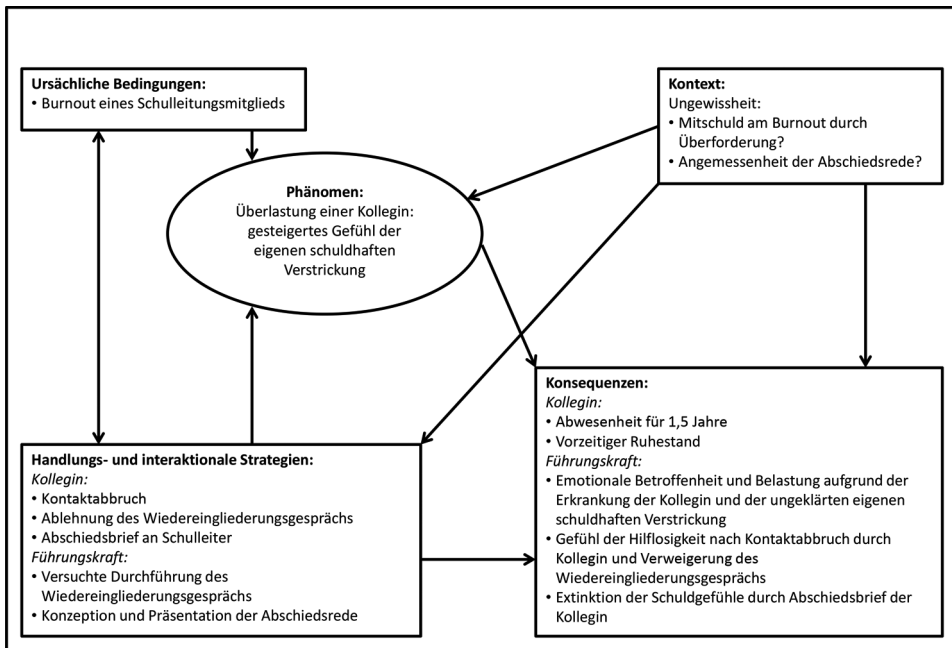 Ursächliche Bedingungen:
• Burnout eines Schulleitungsmitglieds
Kontext:
Ungewissheit:
• Mitschuld am Burnout durch
Überforderung?
• Angemessenheit der Abschiedsrede?
Phänomen:
Überlastung einer Kollegin:
gesteigertes Gefühl der
eigenen schuldhaften
Verstrickung
Handlungs- und interaktionale Strategien:
Kollegin:
• Kontaktabbruch
• Ablehnung des Wiedereingliederungsgesprächs
• Abschiedsbrief an Schulleiter
Führungskraft:
• Versuchte Durchführung des
Wiedereingliederungsgesprächs
• Konzeption und Präsentation der Abschiedsrede
Konsequenzen:
Kollegin:
• Abwesenheit für 1,5 Jahre
• Vorzeitiger Ruhestand
Führungskraft:
• Emotionale Betroffenheit und Belastung aufgrund der
Erkrankung der Kollegin und der ungeklärten eigenen
schuldhaften Verstrickung
• Gefühl der Hilflosigkeit nach Kontaktabbruch durch
Kollegin und Verweigerung des
Wiedereingliederungsgesprächs
• Extinktion der Schuldgefühle durch Abschiedsbrief der
Kollegin